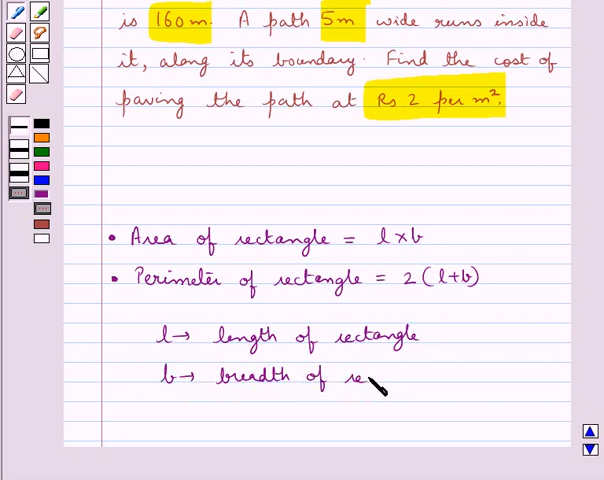 is 160 m. A path 5m wide runs inside
it, along its boundary. Find the cost of
paving the path at Rs 2 per m².
• Area of rectangle = l × b
• Perimeter of rectangle = 2 (l+b)
l → length of rectangle
b → breadth of re